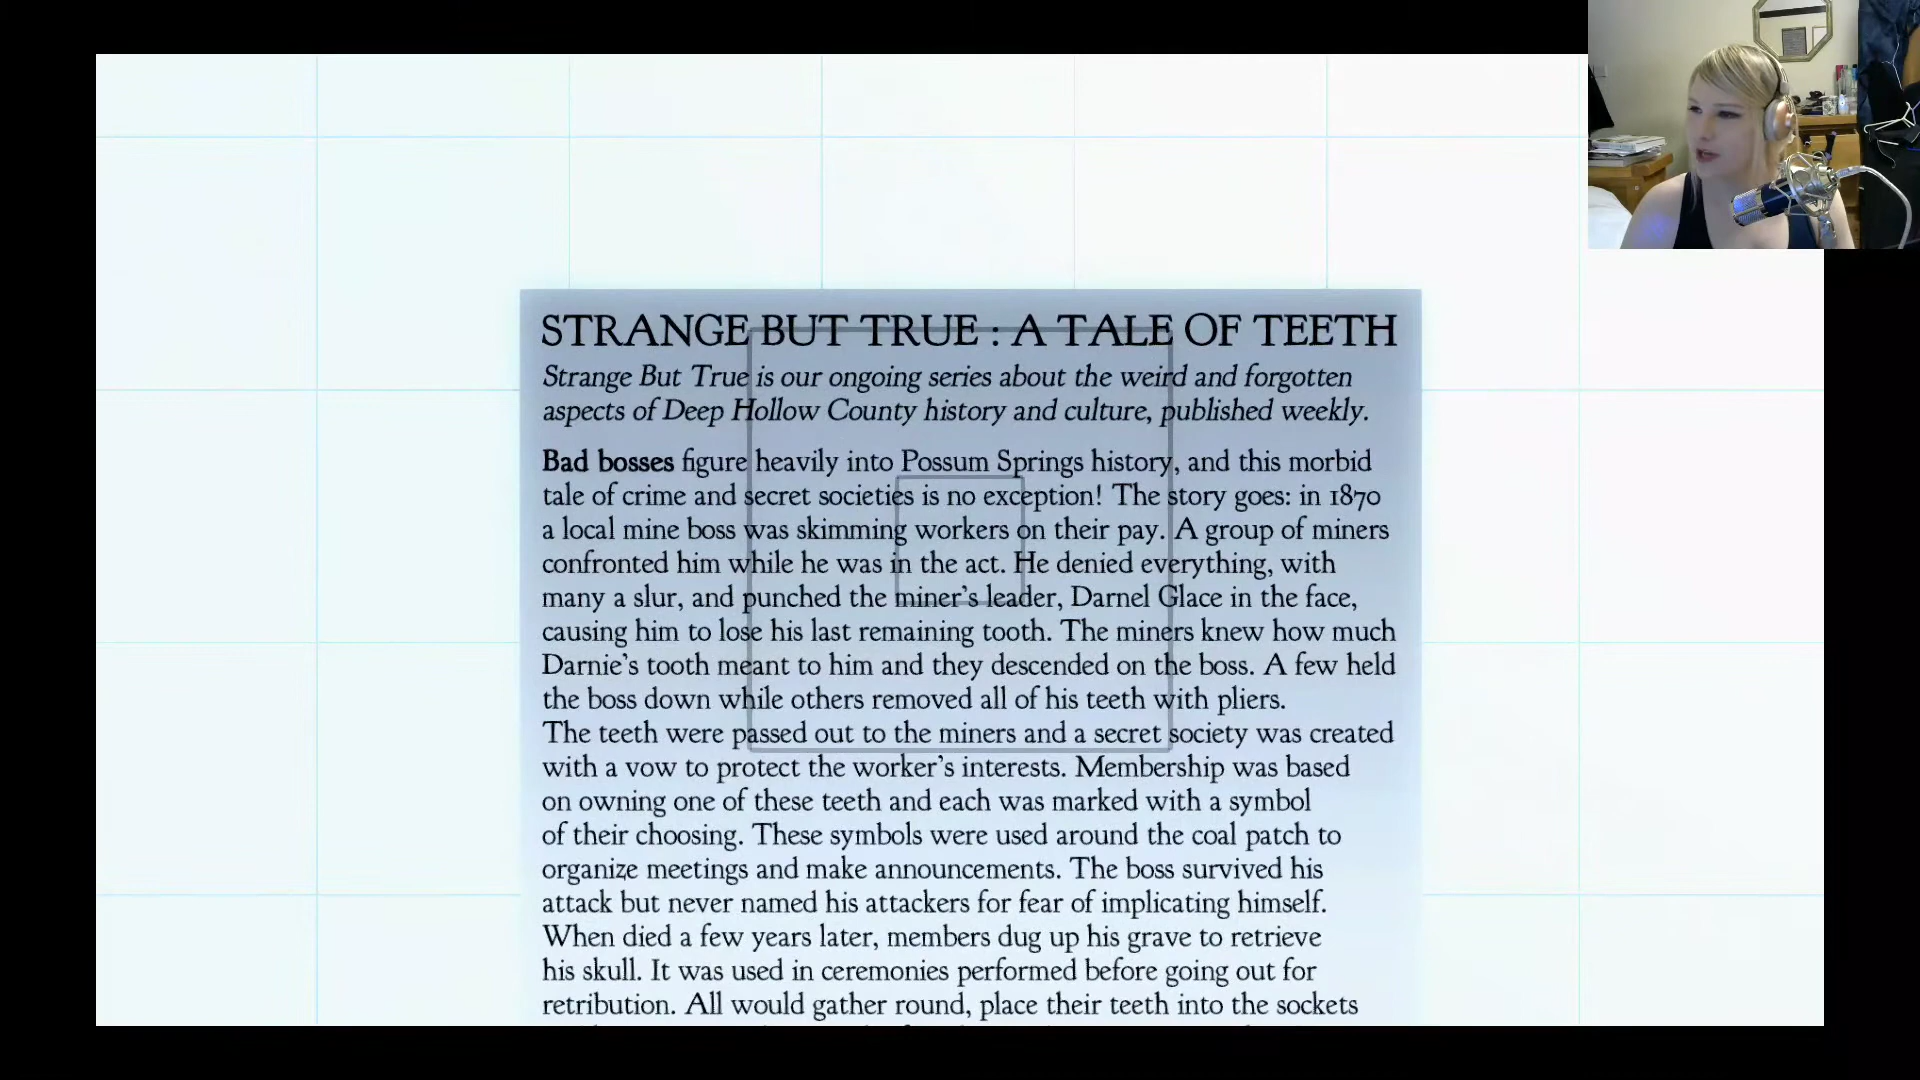 STRANGE BUT TRUE : A TALE OF TEETH
Strange But True is our ongoing series about the weird and forgotten
aspects of Deep Hollow County history and culture, published weekly.
Bad bosses figure heavily into Possum Springs history, and this morbid
tale of crime and secret societies is no exception! The story goes: in 1870
a local mine boss was skimming workers on their pay. A group of miners
confronted him while he was in the act. He denied everything, with
many a slur, and punched the miner's leader, Darnel Glace in the face,
causing him to lose his last remaining tooth. The miners knew how much
Darnie's tooth meant to him and they descended on the boss. A few held
the boss down while others removed all of his teeth with pliers.
The teeth were passed out to the miners and a secret society was created
with a vow to protect the worker's interests. Membership was based
on owning one of these teeth and each was marked with a symbol
of their choosing. These symbols were used around the coal patch to
organize meetings and make announcements. The boss survived his
attack but never named his attackers for fear of implicating himself.
When died a few years later, members dug up his grave to retrieve
his skull. It was used in ceremonies performed before going out for
retribution. All would gather round, place their teeth into the sockets